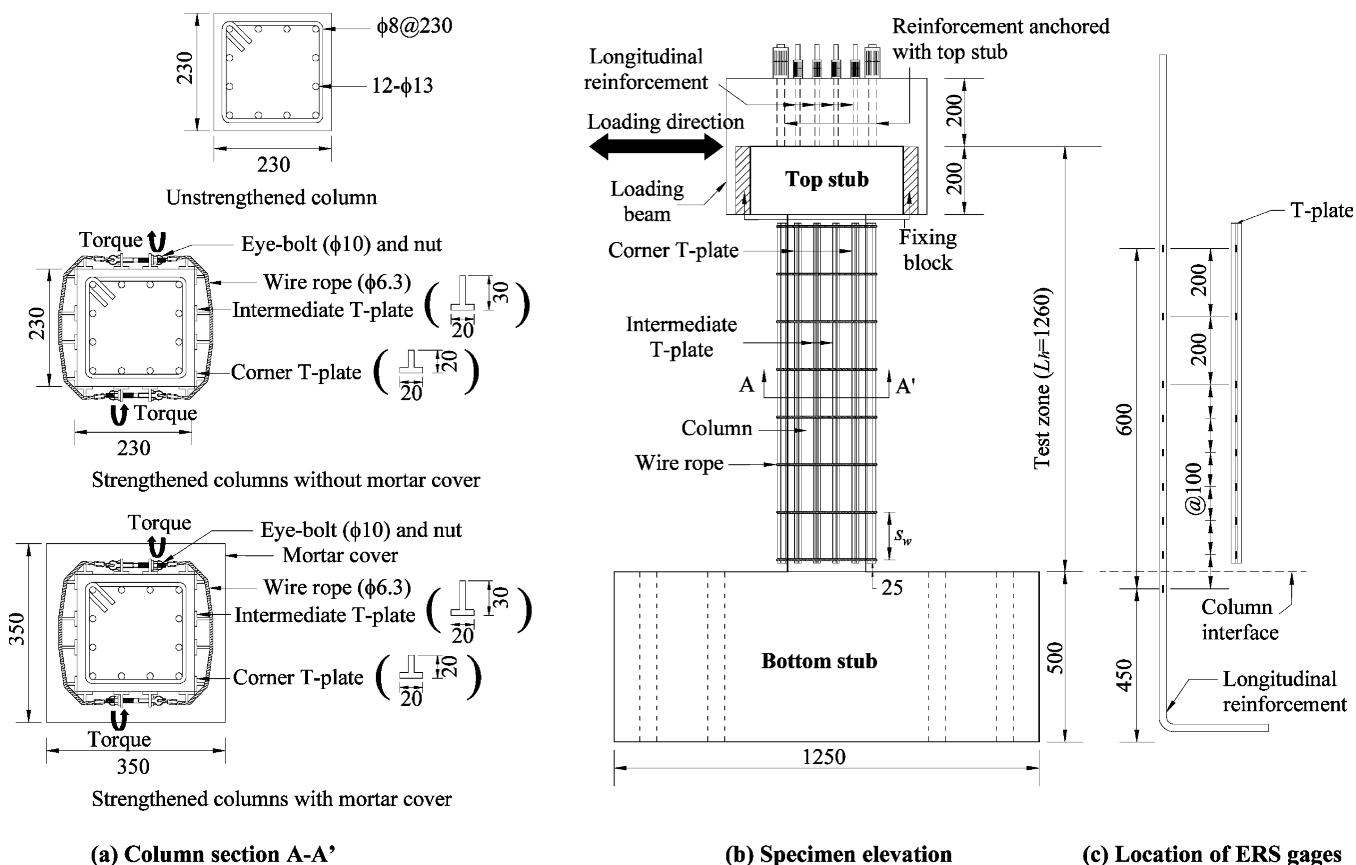 ϕ8@230
230
12-ϕ13
230
Unstrengthened column
Torque
Eye-bolt (ϕ10) and nut
Wire rope (ϕ6.3)
Intermediate T-plate
30
20
230
Corner T-plate
20
20
Torque
230
Strengthened columns without mortar cover
Torque
Eye-bolt (ϕ10) and nut
Mortar cover
Wire rope (ϕ6.3)
Intermediate T-plate
30
20
350
Corner T-plate
20
20
Torque
350
Strengthened columns with mortar cover
(a) Column section A-A’
Reinforcement anchored
with top stub
Longitudinal
reinforcement
200
Loading direction
Top stub
200
Loading
beam
Corner T-plate
Fixing
block
Intermediate
T-plate
Test zone (Lh=1260)
A
A'
Column
Wire rope
sw
25
Bottom stub
500
1250
(b) Specimen elevation
T-plate
200
200
600
@100
Column
interface
450
Longitudinal
reinforcement
(c) Location of ERS gages